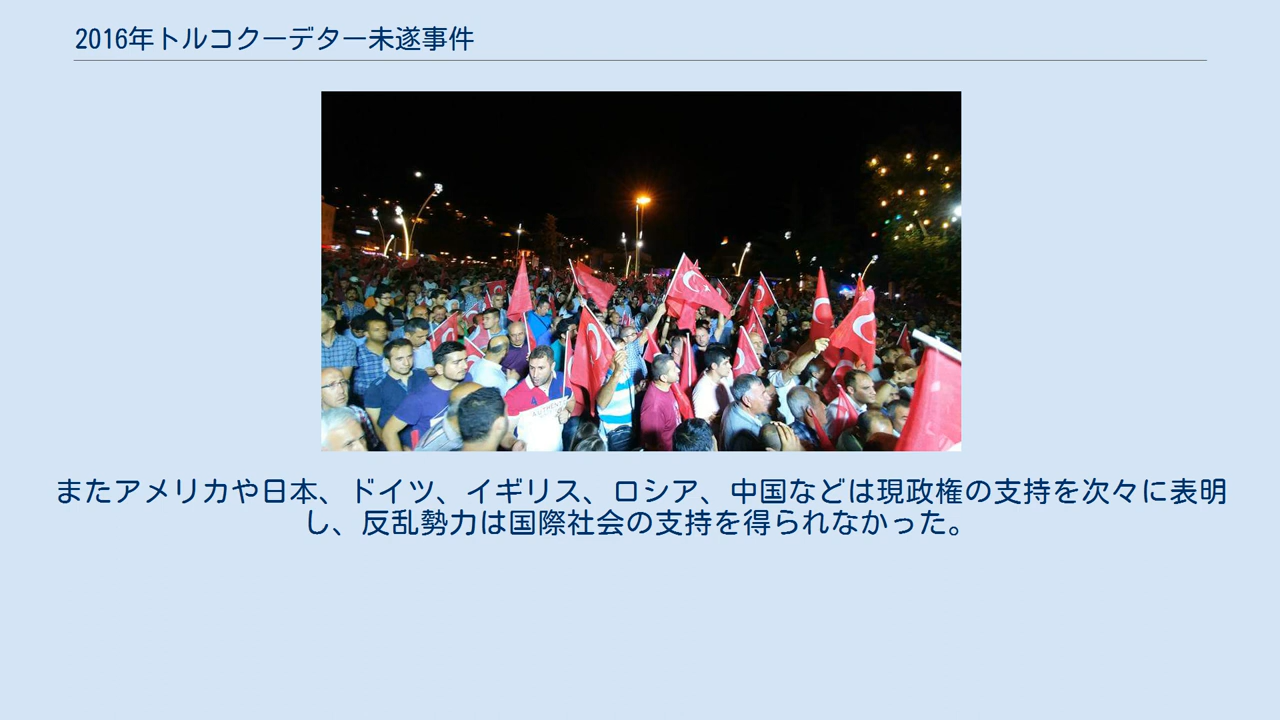 2016年トルコクーデター未遂事件
またアメリカや日本、ドイツ、イギリス、ロシア、中国などは現政権の支持を次々に表明
し、反乱勢力は国際社会の支持を得られなかった。